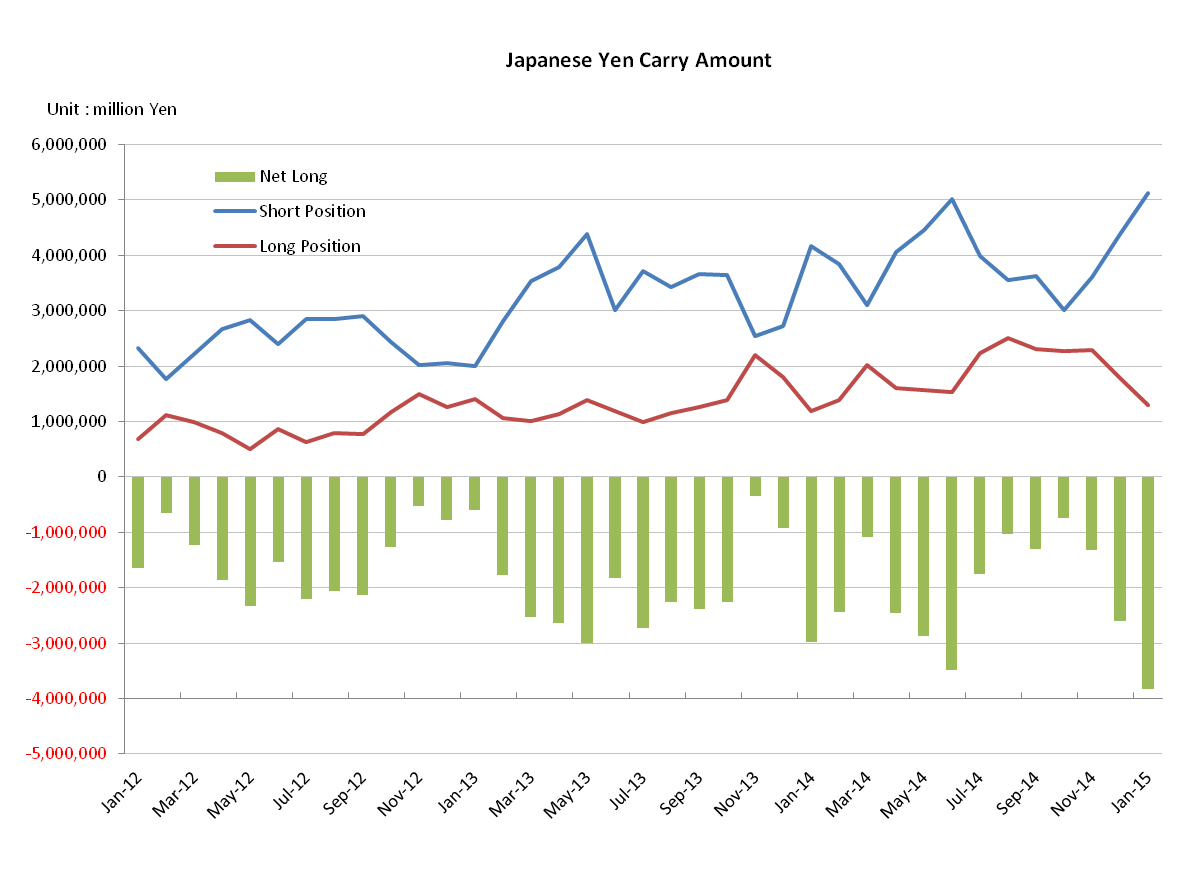 Japanese Yen Carry Amount
Unit : million Yen
6,000,000
5,000,000
4,000,000
3,000,000
2,000,000
1,000,000
0
-1,000,000
-2,000,000
-3,000,000
-4,000,000
-5,000,000
Net Long
Short Position
Long Position
Jan-12
Mar-12
May-12
Jul-12
Sep-12
Nov-12
Jan-13
Mar-13
May-13
Jul-13
Sep-13
Nov-13
Jan-14
Mar-14
May-14
Jul-14
Sep-14
Nov-14
Jan-15